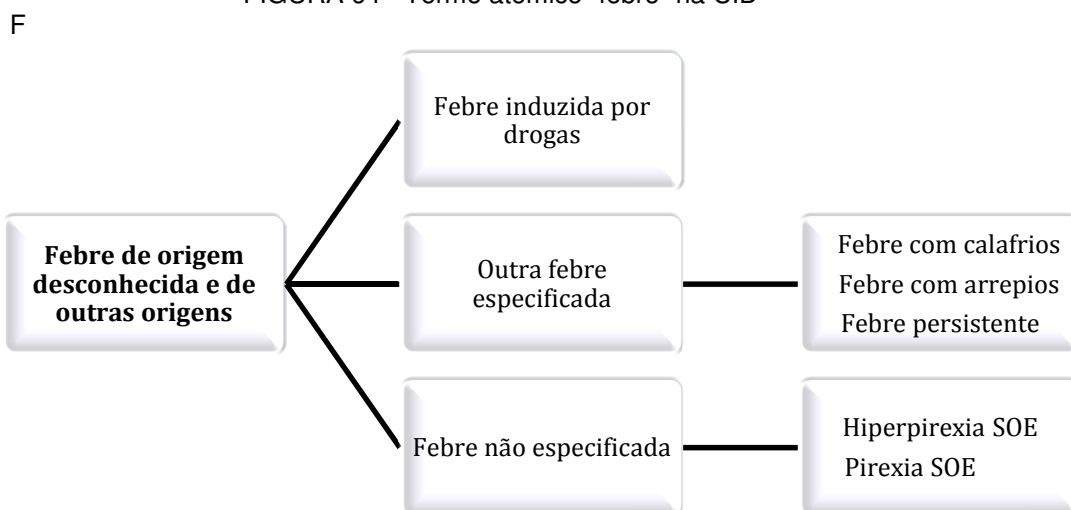 F
Febre induzida por
drogas
Febre de origem
desconhecida e de
outras origens
Outra febre
especificada
Febre com calafrios
Febre com arrepios
Febre persistente
Febre não especificada
Hiperpirexia SOE
Pirexia SOE